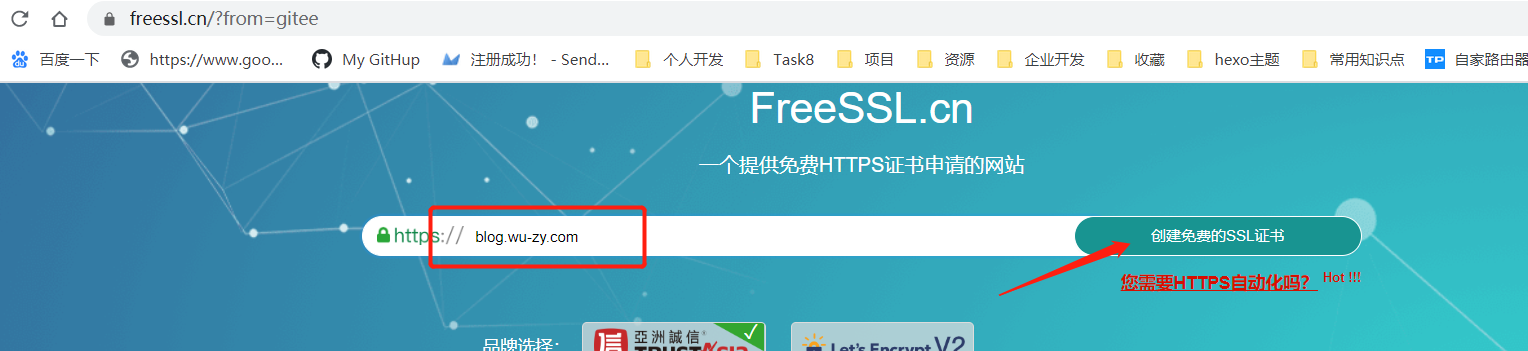 freessl.cn/?from=gitee
百度一下 https://www.goo... My GitHup 注册成功！ - Send... 个人开发 Task8 项目 资源 企业开发 收藏 hexo主题 常用知识点 TP 自家路由器
FreeSSL.cn
一个提供免费HTTPS证书申请的网站
https:// blog.wu-zy.com 创建免费的SSL证书
您需要HTTPS自动化吗? Hot !!!
品牌选择: 亞洲誠信® TRUSTAsia Let's Encrypt V2